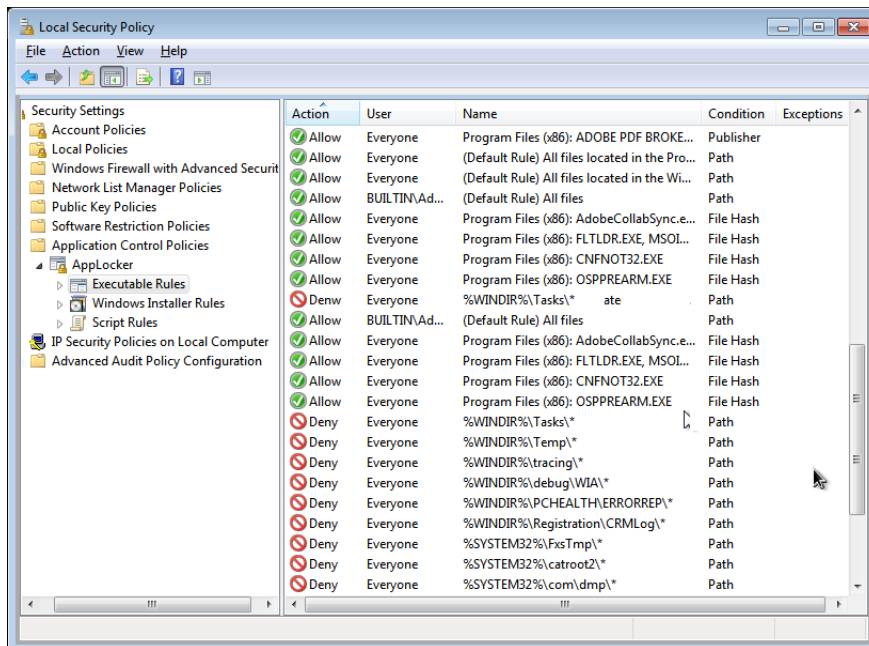 Local Security Policy
File Action View Help
Security Settings
Account Policies
Local Policies
Windows Firewall with Advanced Securit
Network List Manager Policies
Public Key Policies
Software Restriction Policies
Application Control Policies
AppLocker
Executable Rules
Windows Installer Rules
Script Rules
IP Security Policies on Local Computer
Advanced Audit Policy Configuration
Action User Name Condition Exceptions
Allow Everyone Program Files (x86): ADOBE PDF BROKE... Publisher
Allow Everyone (Default Rule) All files located in the Pro... Path
Allow Everyone (Default Rule) All files located in the Wi... Path
Allow BUILTIN\Ad... (Default Rule) All files Path
Allow Everyone Program Files (x86): AdobeCollabSync.e... File Hash
Allow Everyone Program Files (x86): FLTLDR.EXE, MSOI... File Hash
Allow Everyone Program Files (x86): CNFNOT32.EXE File Hash
Allow Everyone Program Files (x86): OSPPREARM.EXE File Hash
Denw Everyone %WINDIR%\Tasks\* ate Path
Allow BUILTIN\Ad... (Default Rule) All files Path
Allow Everyone Program Files (x86): AdobeCollabSync.e... File Hash
Allow Everyone Program Files (x86): FLTLDR.EXE, MSOI... File Hash
Allow Everyone Program Files (x86): CNFNOT32.EXE File Hash
Allow Everyone Program Files (x86): OSPPREARM.EXE File Hash
Deny Everyone %WINDIR%\Tasks\* Path
Deny Everyone %WINDIR%\Temp\* Path
Deny Everyone %WINDIR%\tracing\* Path
Deny Everyone %WINDIR%\debug\WIA\* Path
Deny Everyone %WINDIR%\PCHEALTH\ERRORREP\* Path
Deny Everyone %WINDIR%\Registration\CRMLog\* Path
Deny Everyone %SYSTEM32%\FxsTmp\* Path
Deny Everyone %SYSTEM32%\catroot2\* Path
Deny Everyone %SYSTEM32%\com\dmp\* Path